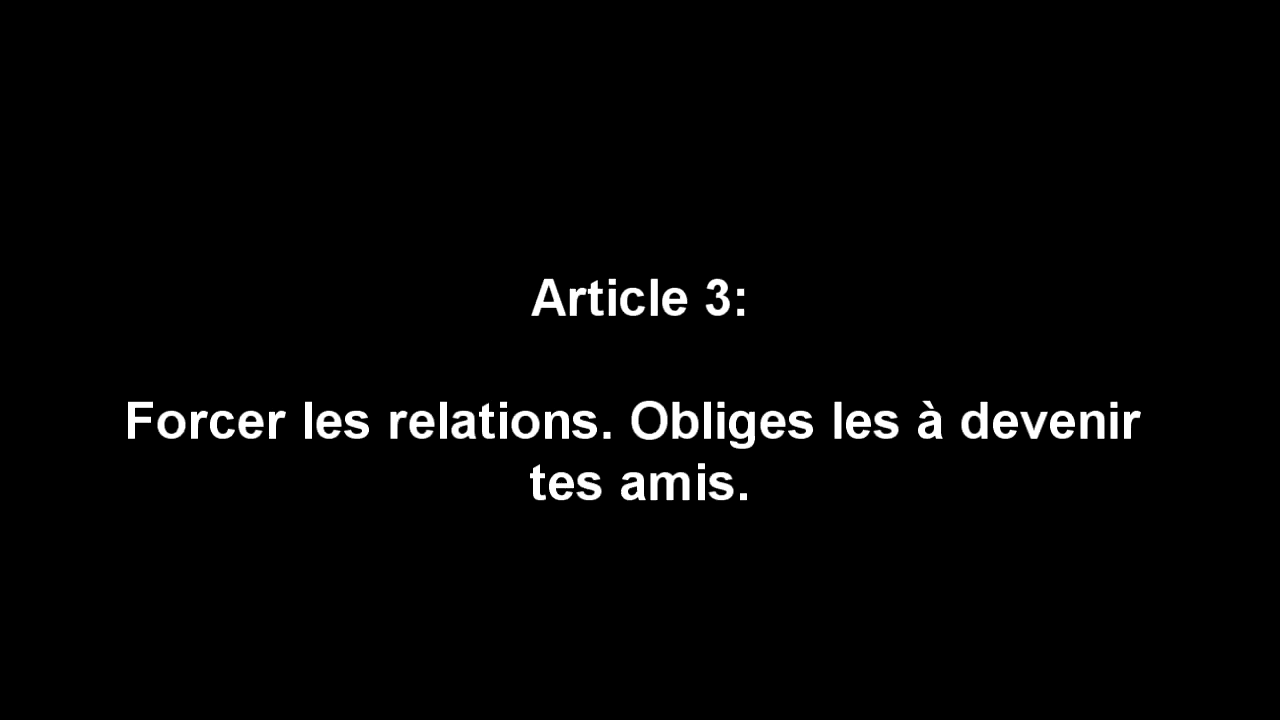 Article 3:
Forcer les relations. Obliges les à devenir
tes amis.